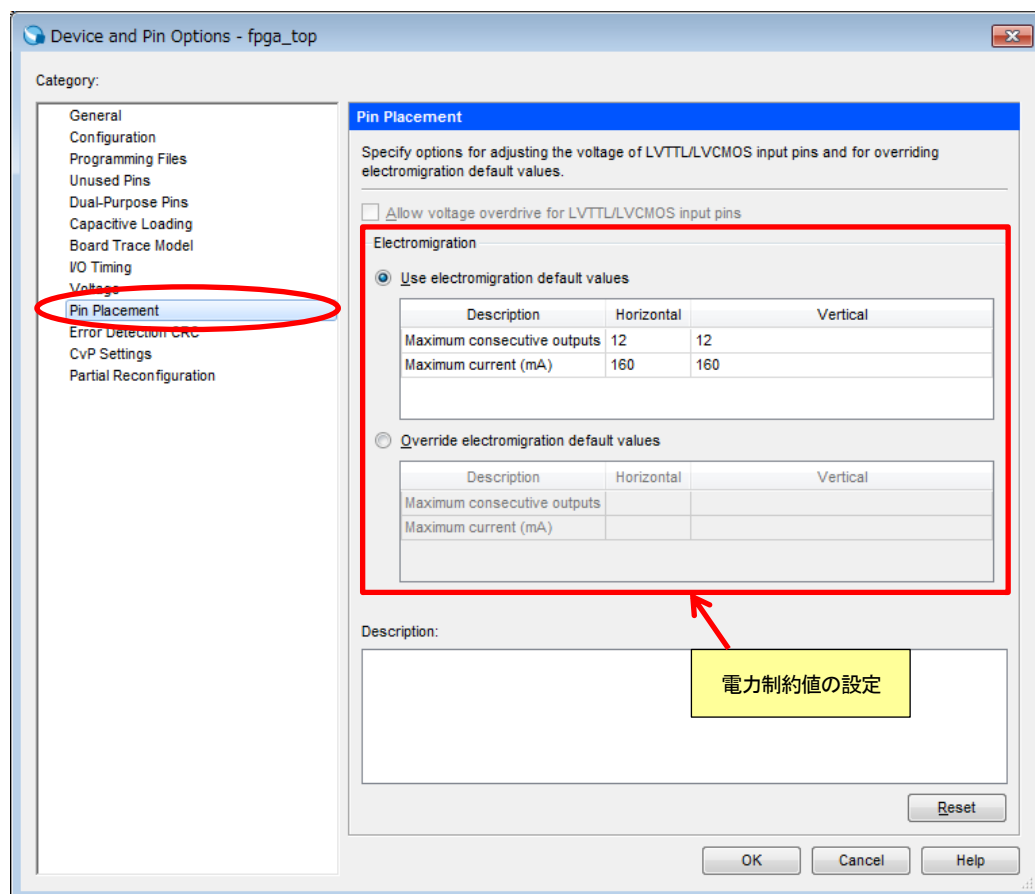 Device and Pin Options - fpga_top
Category:
General
Configuration
Programming Files
Unused Pins
Dual-Purpose Pins
Capacitive Loading
Board Trace Model
I/O Timing
Voltage
Pin Placement
Error Detection CRC
CvP Settings
Partial Reconfiguration
Pin Placement
Specify options for adjusting the voltage of LVTTL/LVCMOS input pins and for overriding
electromigration default values.
Allow voltage overdrive for LVTTL/LVCMOS input pins
Electromigration
Use electromigration default values
Description Horizontal Vertical
Maximum consecutive outputs 12 12
Maximum current (mA) 160 160
Override electromigration default values
Description Horizontal Vertical
Maximum consecutive outputs
Maximum current (mA)
Description:
電力制約値の設定
Reset
OK Cancel Help